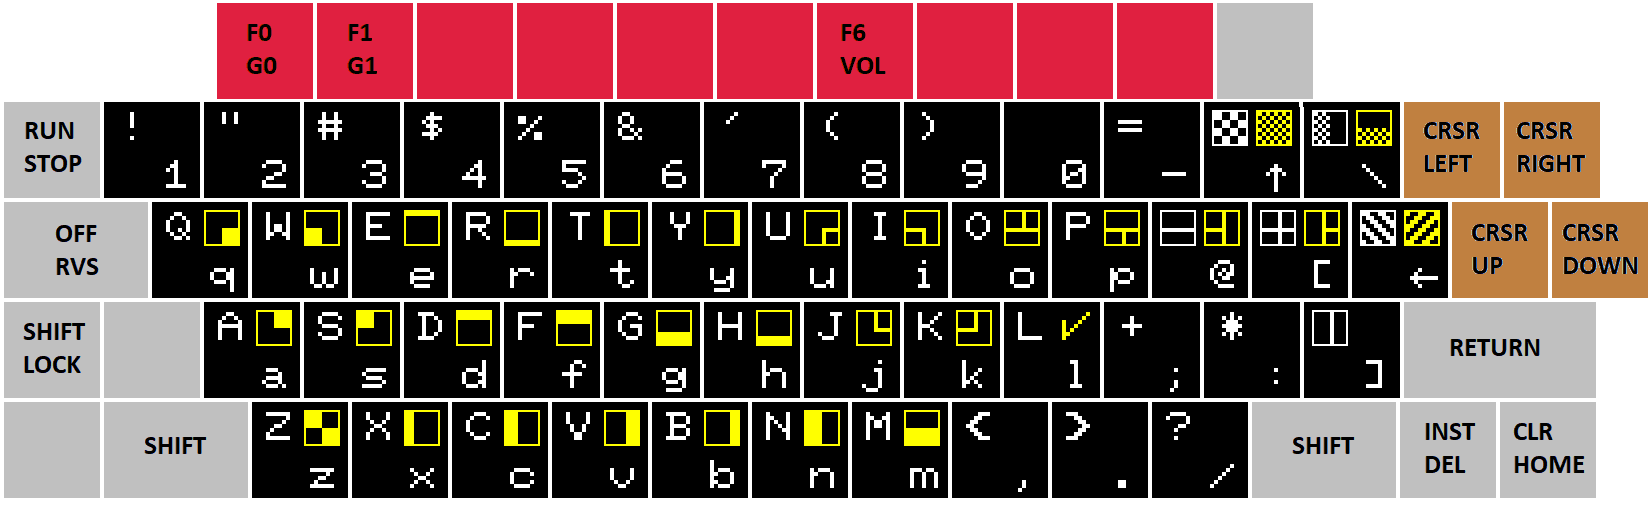 F0 F1 F6
G0 G1 VOL
RUN ! " # $ % & ' ( ) = CRSR CRSR
STOP 1 2 3 4 5 6 7 8 9 0 - ↑ \ LEFT RIGHT
OFF Q W E R T Y U I O P CRSR CRSR
RVS q w e r t y u i o p @ [ ← UP DOWN
SHIFT A S D F G H J K L ✓ + * RETURN
LOCK a s d f g h j k l ; : ]
SHIFT Z X C V B N M < > ? SHIFT INST CLR
z x c v b n m , . / DEL HOME